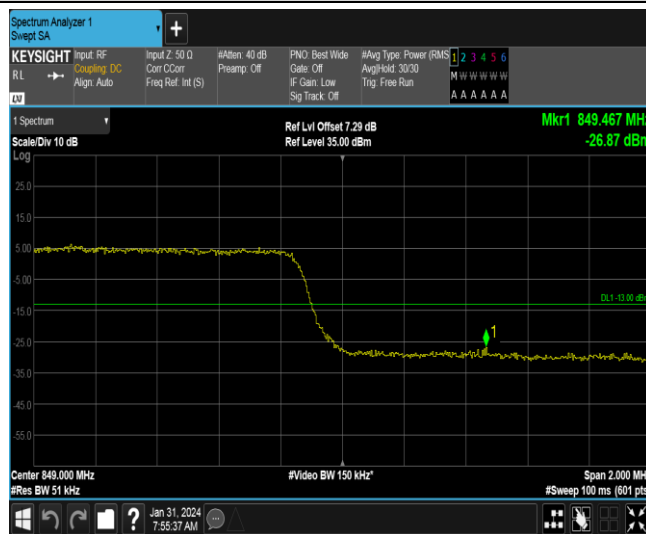 Spectrum Analyzer 1
Swept SA
+
KEYSIGHT Input: RF Input Z: 50 Ω #Atten: 40 dB PNO: Best Wide #Avg Type: Power (RMS 1 2 3 4 5 6
RL Coupling: DC Corr CCorr Preamp: Off Gate: Off Avg|Hold: 30/30 M W W W W W
Align: Auto Freq Ref: Int (S) IF Gain: Low Trig: Free Run
Sig Track: Off A A A A A A
LXI
1 Spectrum Ref Lvl Offset 7.29 dB Mkr1 849.467 MHz
Scale/Div 10 dB Ref Level 35.00 dBm -26.87 dBm
Log
25.0
15.0
5.00
-5.00
DL1 -13.00 dBm
-15.0
1
-25.0
-35.0
-45.0
-55.0
Center 849.000 MHz #Video BW 150 kHz* Span 2.000 MH
#Res BW 51 kHz #Sweep 100 ms (601 pts
? Jan 31, 2024
7:55:37 AM